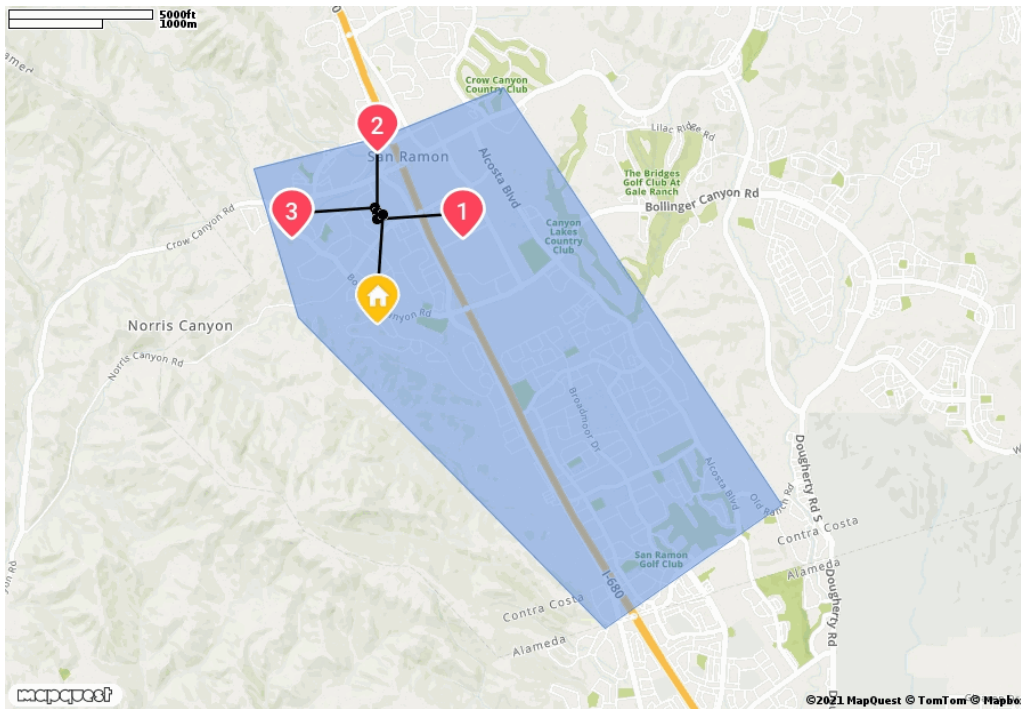 5000ft
1000m
Crow Canyon
Country Club
2
San Ramon
Alcosta Blvd
Lilac Ridge Rd
The Bridges
Golf Club At
Gale Ranch
Bollinger Canyon Rd
3
1
Crow Canyon Rd
Canyon
Lakes
Country
Club
Norris Canyon
Norris Canyon Rd
Broadmoor Dr
Alcosta Blvd
Old Ranch Rd
Dougherty Rd S
Contra Costa
San Ramon
Golf Club
Alameda
I-680
Contra Costa
Alameda
Dougherty Rd
mapquest
©2021 MapQuest © TomTom © Mapbo